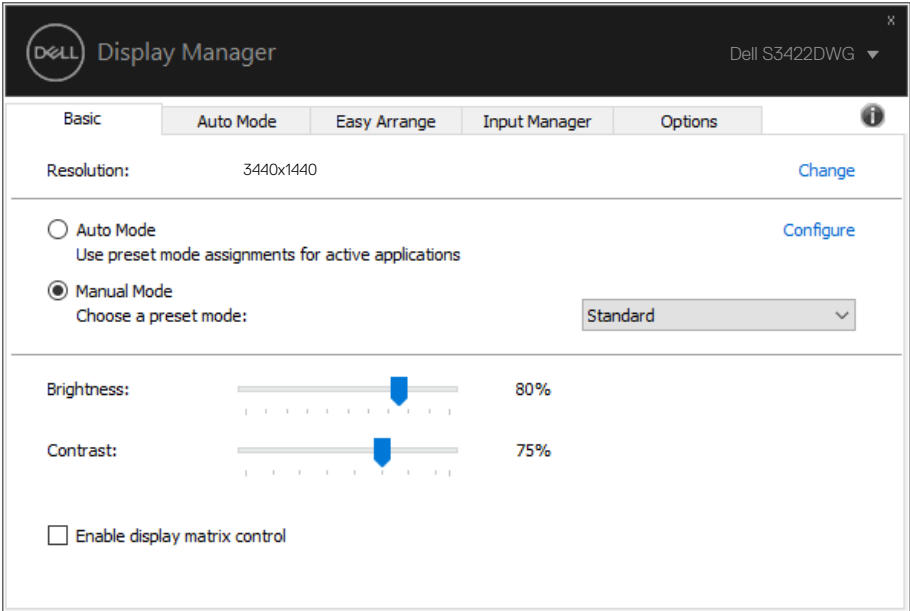 x
DELL Display Manager
Dell S3422DWG
Basic Auto Mode Easy Arrange Input Manager Options i
Resolution: 3440x1440 Change
Auto Mode Configure
Use preset mode assignments for active applications
Manual Mode
Choose a preset mode: Standard
Brightness: 80%
Contrast: 75%
Enable display matrix control